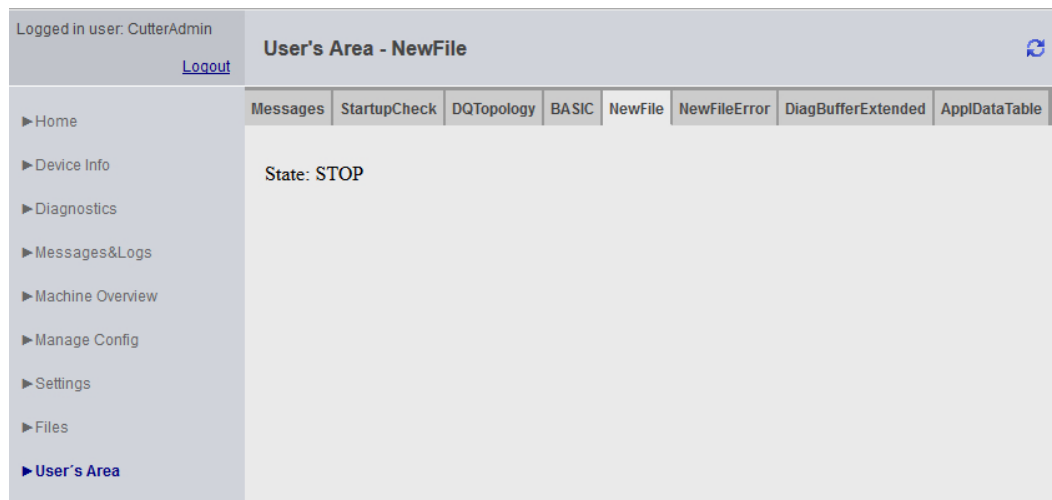 Logged in user: CutterAdmin
Logout
User's Area - NewFile
Messages StartupCheck DQTopology BASIC NewFile NewFileError DiagBufferExtended ApplDataTable
►Home
►Device Info
►Diagnostics
►Messages&Logs
►Machine Overview
►Manage Config
►Settings
►Files
►User´s Area
State: STOP